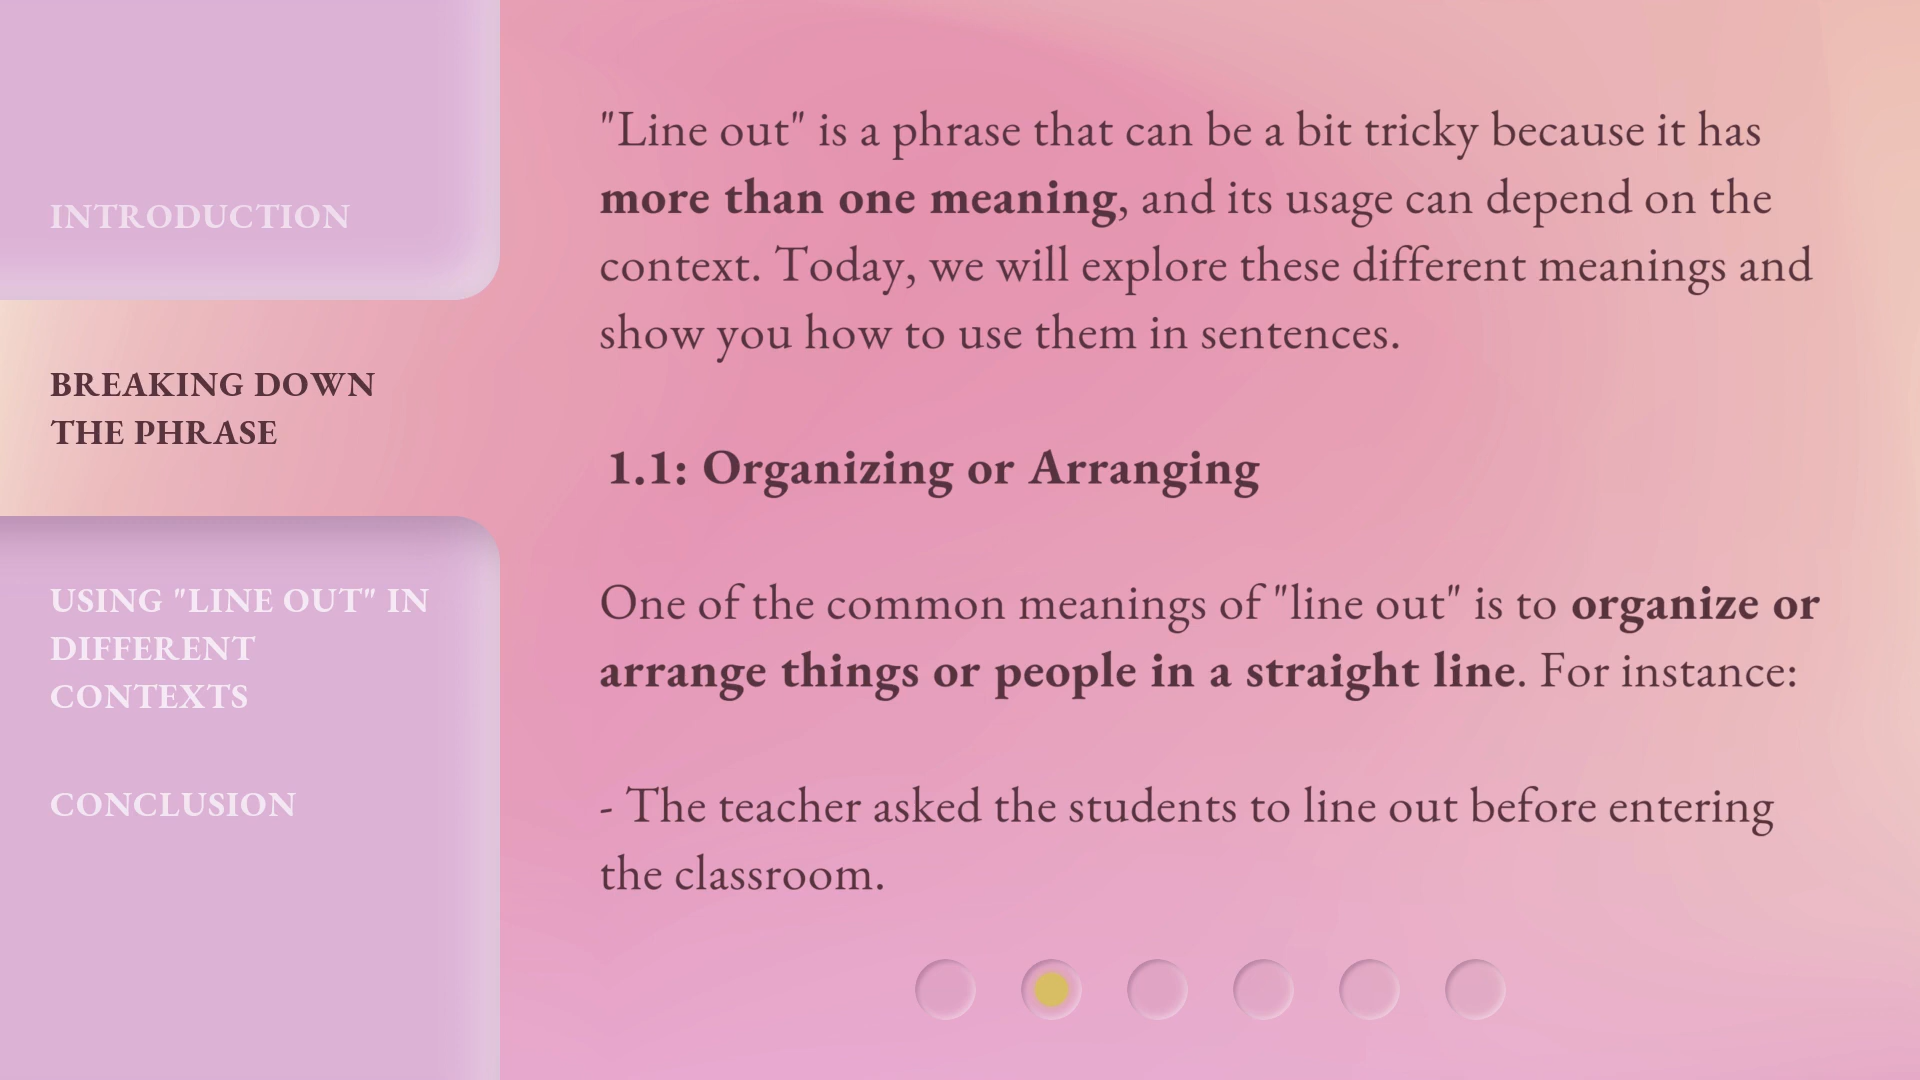 INTRODUCTION
BREAKING DOWN
THE PHRASE
USING "LINE OUT" IN
DIFFERENT
CONTEXTS
CONCLUSION
"Line out" is a phrase that can be a bit tricky because it has
more than one meaning, and its usage can depend on the
context. Today, we will explore these different meanings and
show you how to use them in sentences.
1.1: Organizing or Arranging
One of the common meanings of "line out" is to organize or
arrange things or people in a straight line. For instance:
- The teacher asked the students to line out before entering
the classroom.